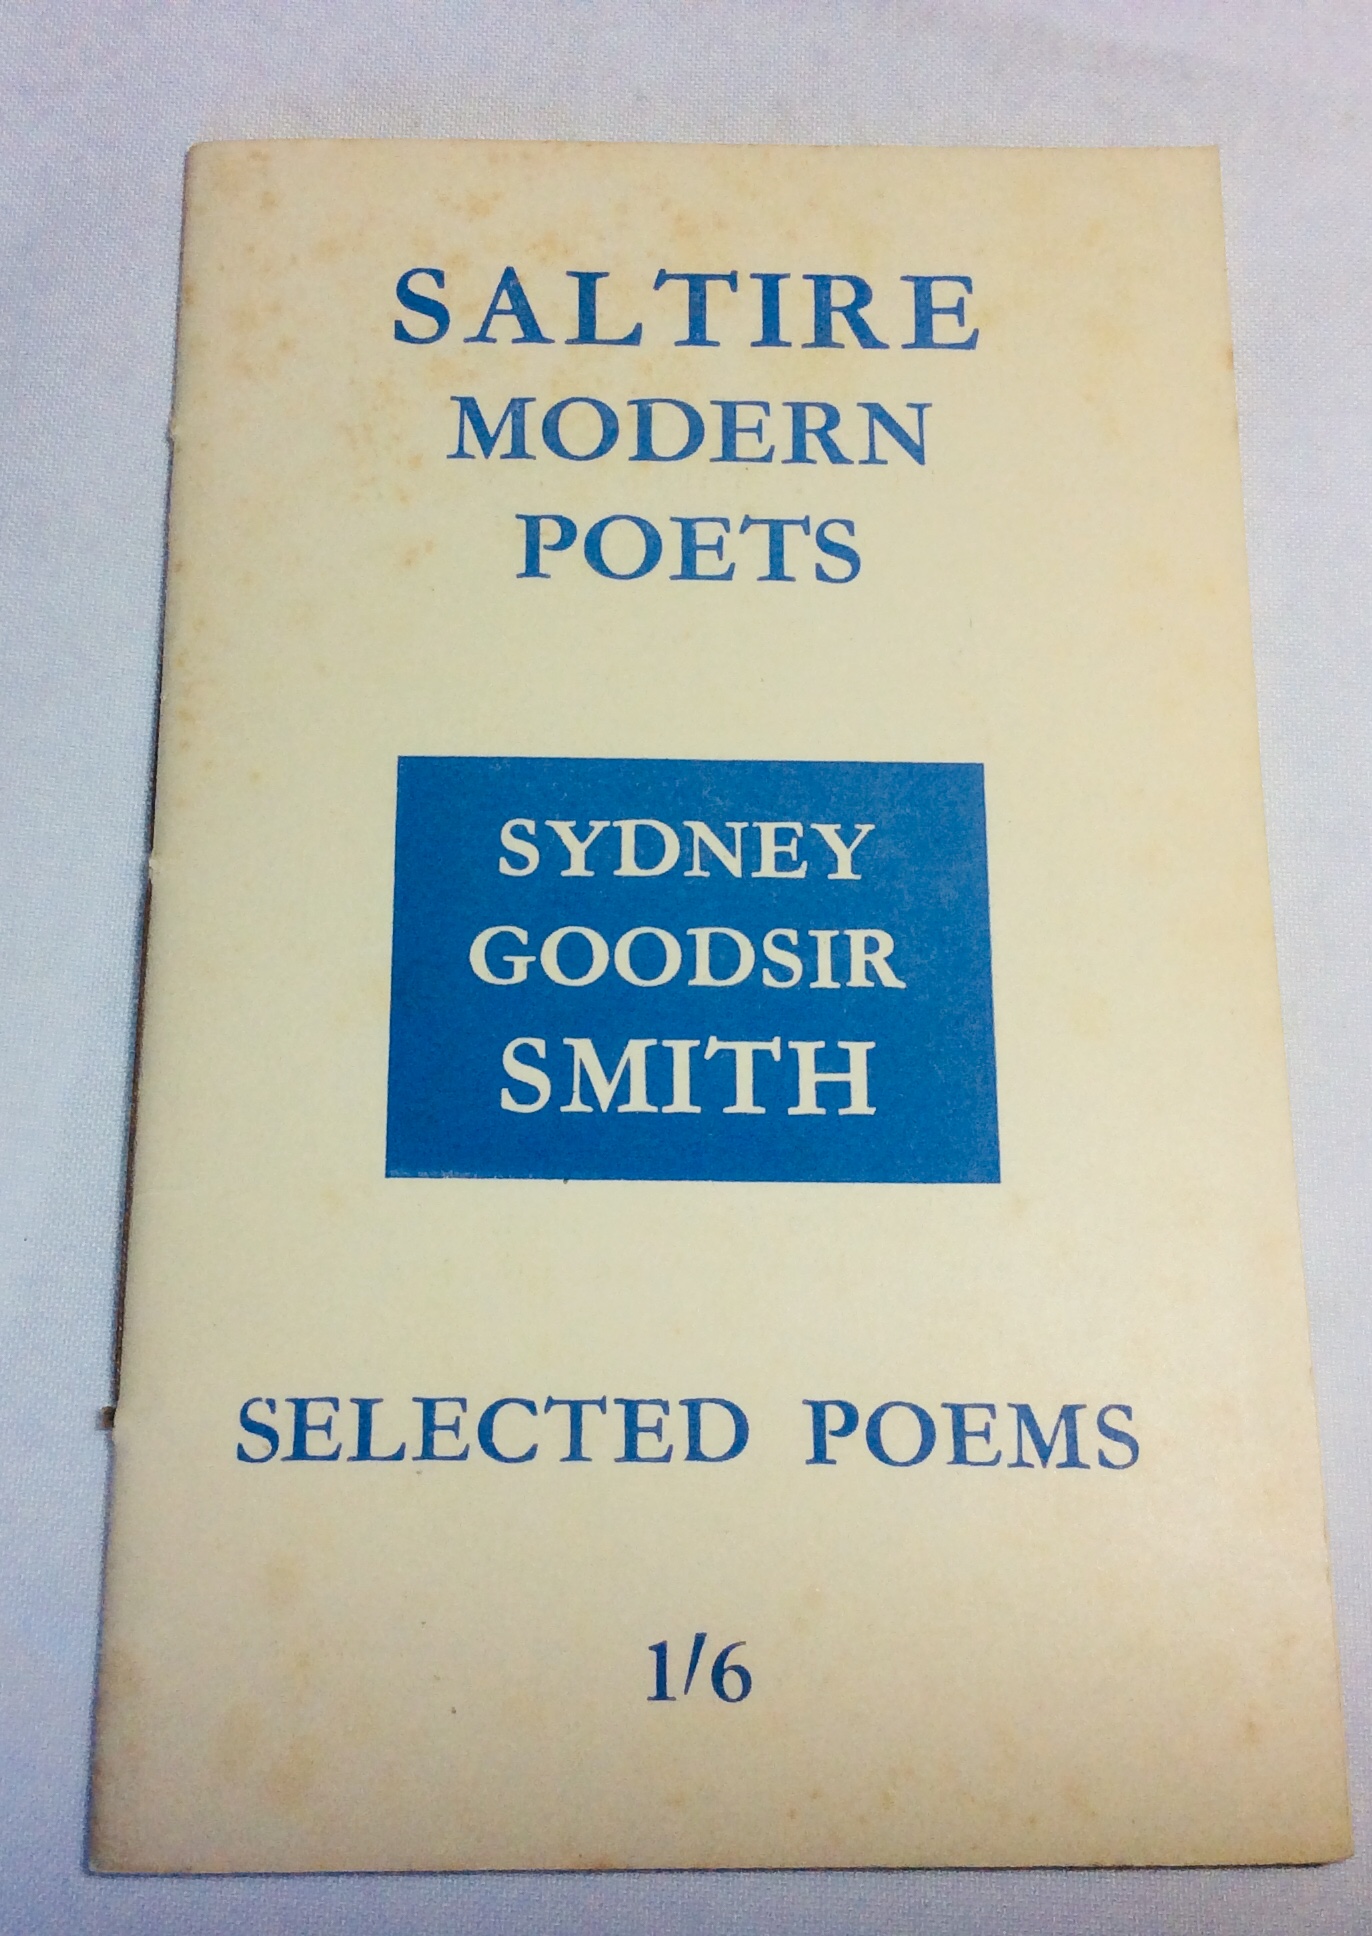 SALTIRE
MODERN
POETS
SYDNEY
GOODSIR
SMITH
SELECTED POEMS
1/6